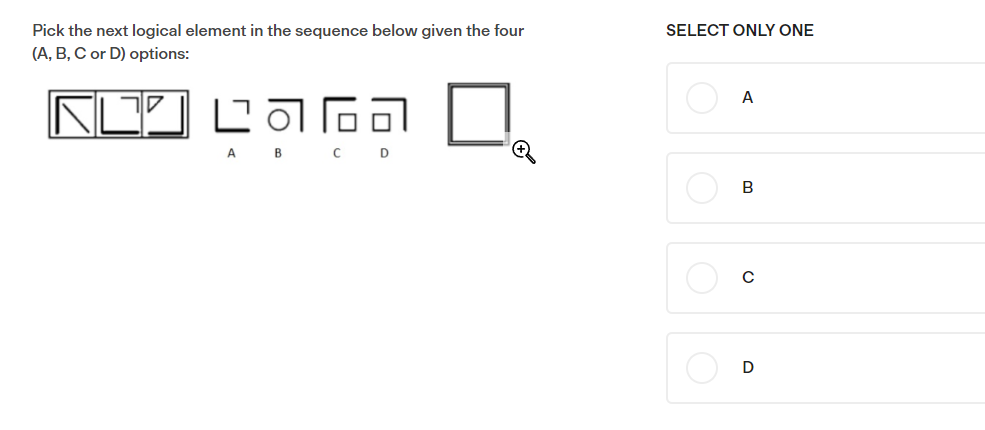 Pick the next logical element in the sequence below given the four
(A, B, C or D) options:
A B C D
SELECT ONLY ONE
A
B
C
D